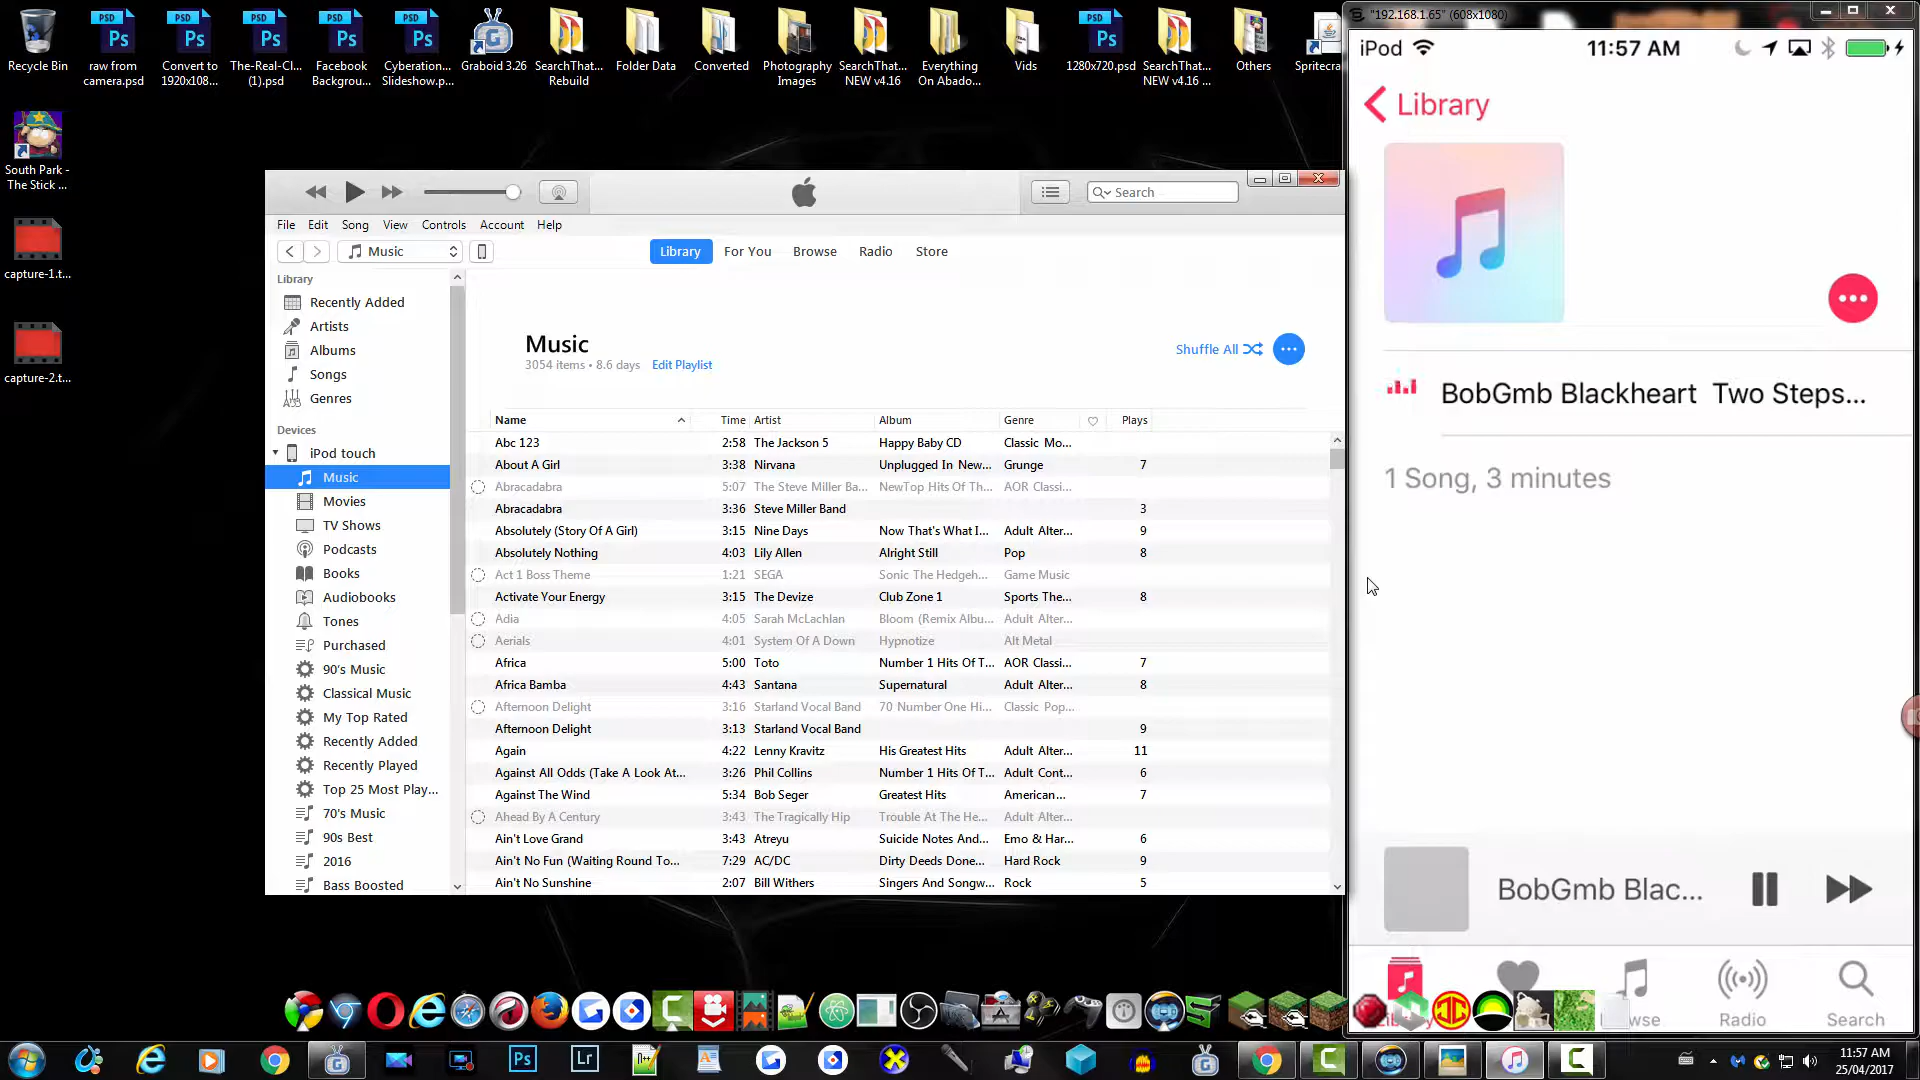 Recycle Bin
raw from camera.psd
Convert to 1920x108...
The-Real-Cl... (1).psd
Facebook Backgrou...
Cyberation... Slideshow.p...
Graboid 3.26
SearchThat... Rebuild
Folder Data
Converted
Photography Images
SearchThat... NEW v4.16
Everything On Abado...
Vids
1280x720.psd
SearchThat... NEW v4.16 ...
Others
Spritecra
South Park - The Stick ...
capture-1.t...
capture-2.t...
"192.168.1.65" (608x1080)
iPod
11:57 AM
Library
BobGmb Blackheart Two Steps...
1 Song, 3 minutes
BobGmb Blac...
Radio
Search
Search
File Edit Song View Controls Account Help
Music
Library For You Browse Radio Store
Library
Recently Added
Artists
Albums
Songs
Genres
Devices
iPod touch
Music
Movies
TV Shows
Podcasts
Books
Audiobooks
Tones
Purchased
90's Music
Classical Music
My Top Rated
Recently Added
Recently Played
Top 25 Most Play...
70's Music
90s Best
2016
Bass Boosted
Music
3054 items • 8.6 days Edit Playlist
Shuffle All
Name Time Artist Album Genre Plays
Abc 123 2:58 The Jackson 5 Happy Baby CD Classic Mo...
About A Girl 3:38 Nirvana Unplugged In New... Grunge 7
Abracadabra 5:07 The Steve Miller Ba... NewTop Hits Of Th... AOR Classi...
Abracadabra 3:36 Steve Miller Band 3
Absolutely (Story Of A Girl) 3:15 Nine Days Now That's What I... Adult Alter... 9
Absolutely Nothing 4:03 Lily Allen Alright Still Pop 8
Act 1 Boss Theme 1:21 SEGA Sonic The Hedgeh... Game Music
Activate Your Energy 3:15 The Devize Club Zone 1 Sports The... 8
Adia 4:05 Sarah McLachlan Bloom (Remix Albu... Adult Alter...
Aerials 4:01 System Of A Down Hypnotize Alt Metal
Africa 5:00 Toto Number 1 Hits Of T... AOR Classi... 7
Africa Bamba 4:43 Santana Supernatural Adult Alter... 8
Afternoon Delight 3:16 Starland Vocal Band 70 Number One Hi... Classic Pop...
Afternoon Delight 3:13 Starland Vocal Band 9
Again 4:22 Lenny Kravitz His Greatest Hits Adult Alter... 11
Against All Odds (Take A Look At... 3:26 Phil Collins Number 1 Hits Of T... Adult Cont... 6
Against The Wind 5:34 Bob Seger Greatest Hits American... 7
Ahead By A Century 3:43 The Tragically Hip Trouble At The He... Adult Alter...
Ain't Love Grand 3:43 Atreyu Suicide Notes And... Emo & Har... 6
Ain't No Fun (Waiting Round To... 7:29 AC/DC Dirty Deeds Done... Hard Rock 9
Ain't No Sunshine 2:07 Bill Withers Singers And Songw... Rock 5
11:57 AM
25/04/2017